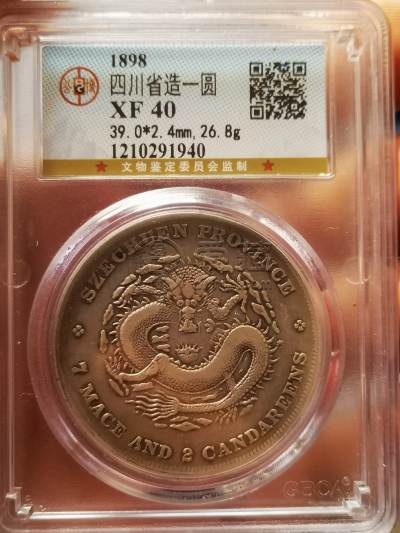 1898
四川省造一圆
XF 40
39.0*2.4mm,26.8g
1210291940
★ 文物鉴定委员会监制 ★
SZECHUEN PROVINCE
7 MACE AND 2 CANDAREENS
GBCA